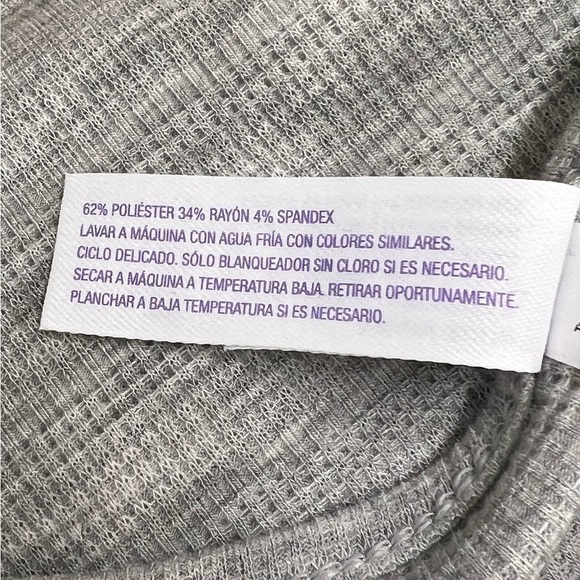 62% POLIÉSTER 34% RAYÓN 4% SPANDEX
LAVAR A MÁQUINA CON AGUA FRÍA CON COLORES SIMILARES.
CICLO DELICADO. SÓLO BLANQUEADOR SIN CLORO SI ES NECESARIO.
SECAR A MÁQUINA A TEMPERATURA BAJA. RETIRAR OPORTUNAMENTE.
PLANCHAR A BAJA TEMPERATURA SI ES NECESARIO.